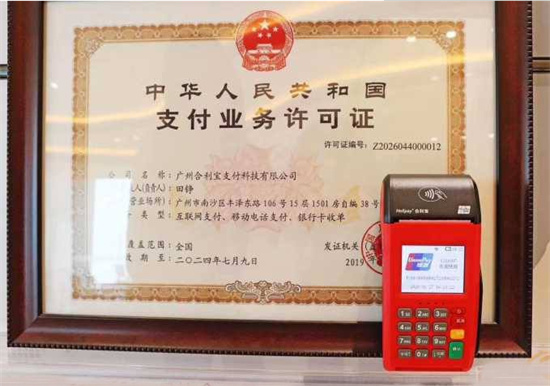 中华人民共和国
支付业务许可证
许可证编号：Z2026044000012
广州合利宝支付科技有限公司
人(负责人)：田铮
营业场所)：广州市南沙区丰泽东路106号15层1501房自编38号
类型：互联网支付、移动电话支付、银行卡收单
覆盖范围：全国
发证机关
有效期至：二〇二四年七月九日
2019
Helipay 合利宝
UnionPay
银联